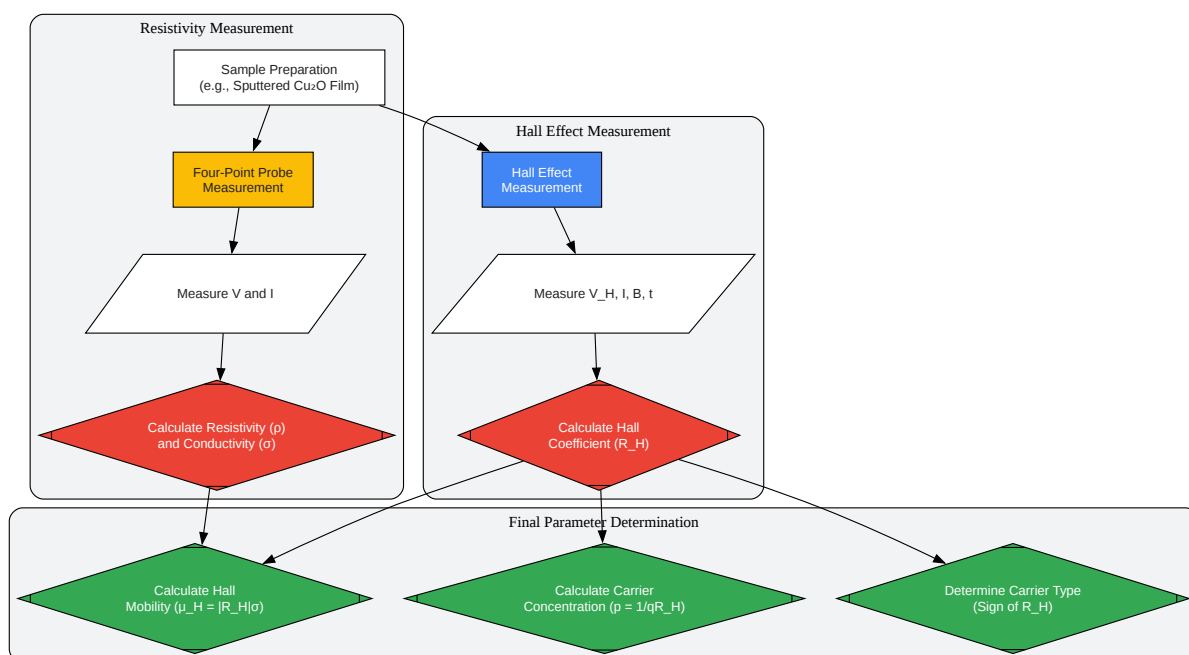 Resistivity Measurement
Sample Preparation
(e.g., Sputtered Cu₂O Film)
Hall Effect Measurement
Four-Point Probe
Measurement
Hall Effect
Measurement
Measure V and I
Measure V_H, I, B, t
Calculate Resistivity (ρ)
and Conductivity (σ)
Calculate Hall
Coefficient (R_H)
Final Parameter Determination
Calculate Hall
Mobility (μ_H = |R_H|σ)
Calculate Carrier
Concentration (p = 1/qR_H)
Determine Carrier Type
(Sign of R_H)